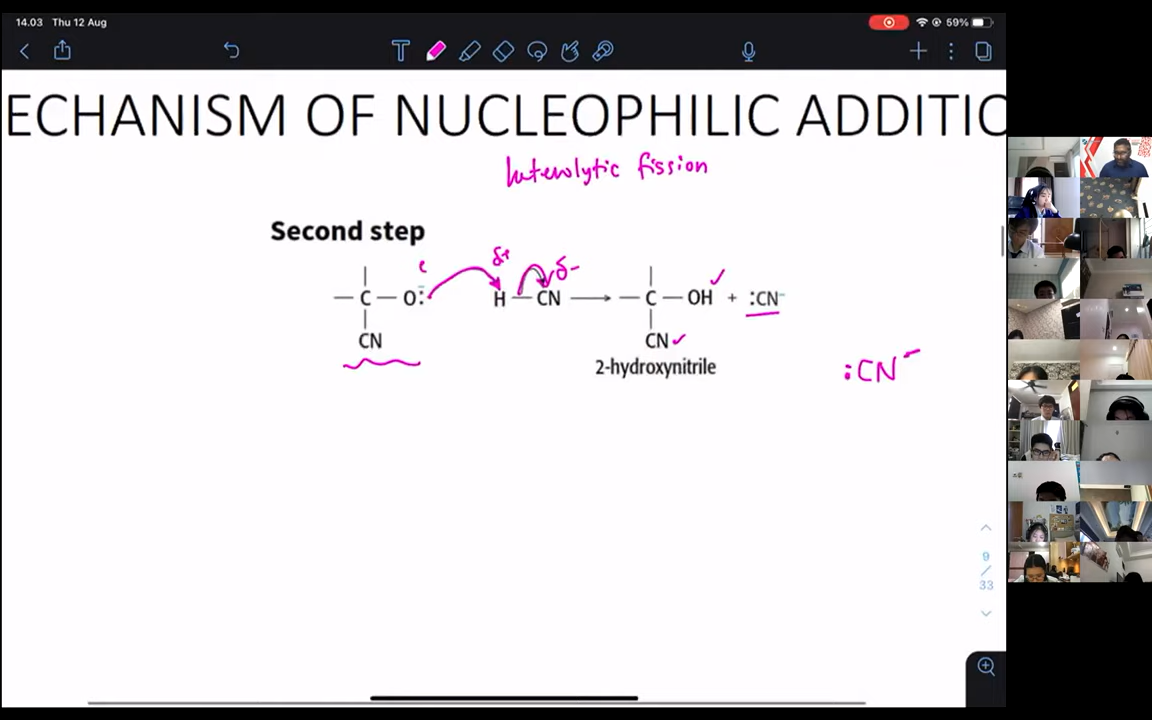 14.03 Thu 12 Aug
59%
ECHANISM OF NUCLEOPHILIC ADDITIO
heterolytic fission
Second step
δ+
δ-
— C — O:⁻ H — CN → — C — OH + :CN⁻
CN
CN
2-hydroxynitrile
:CN⁻
9
/
33